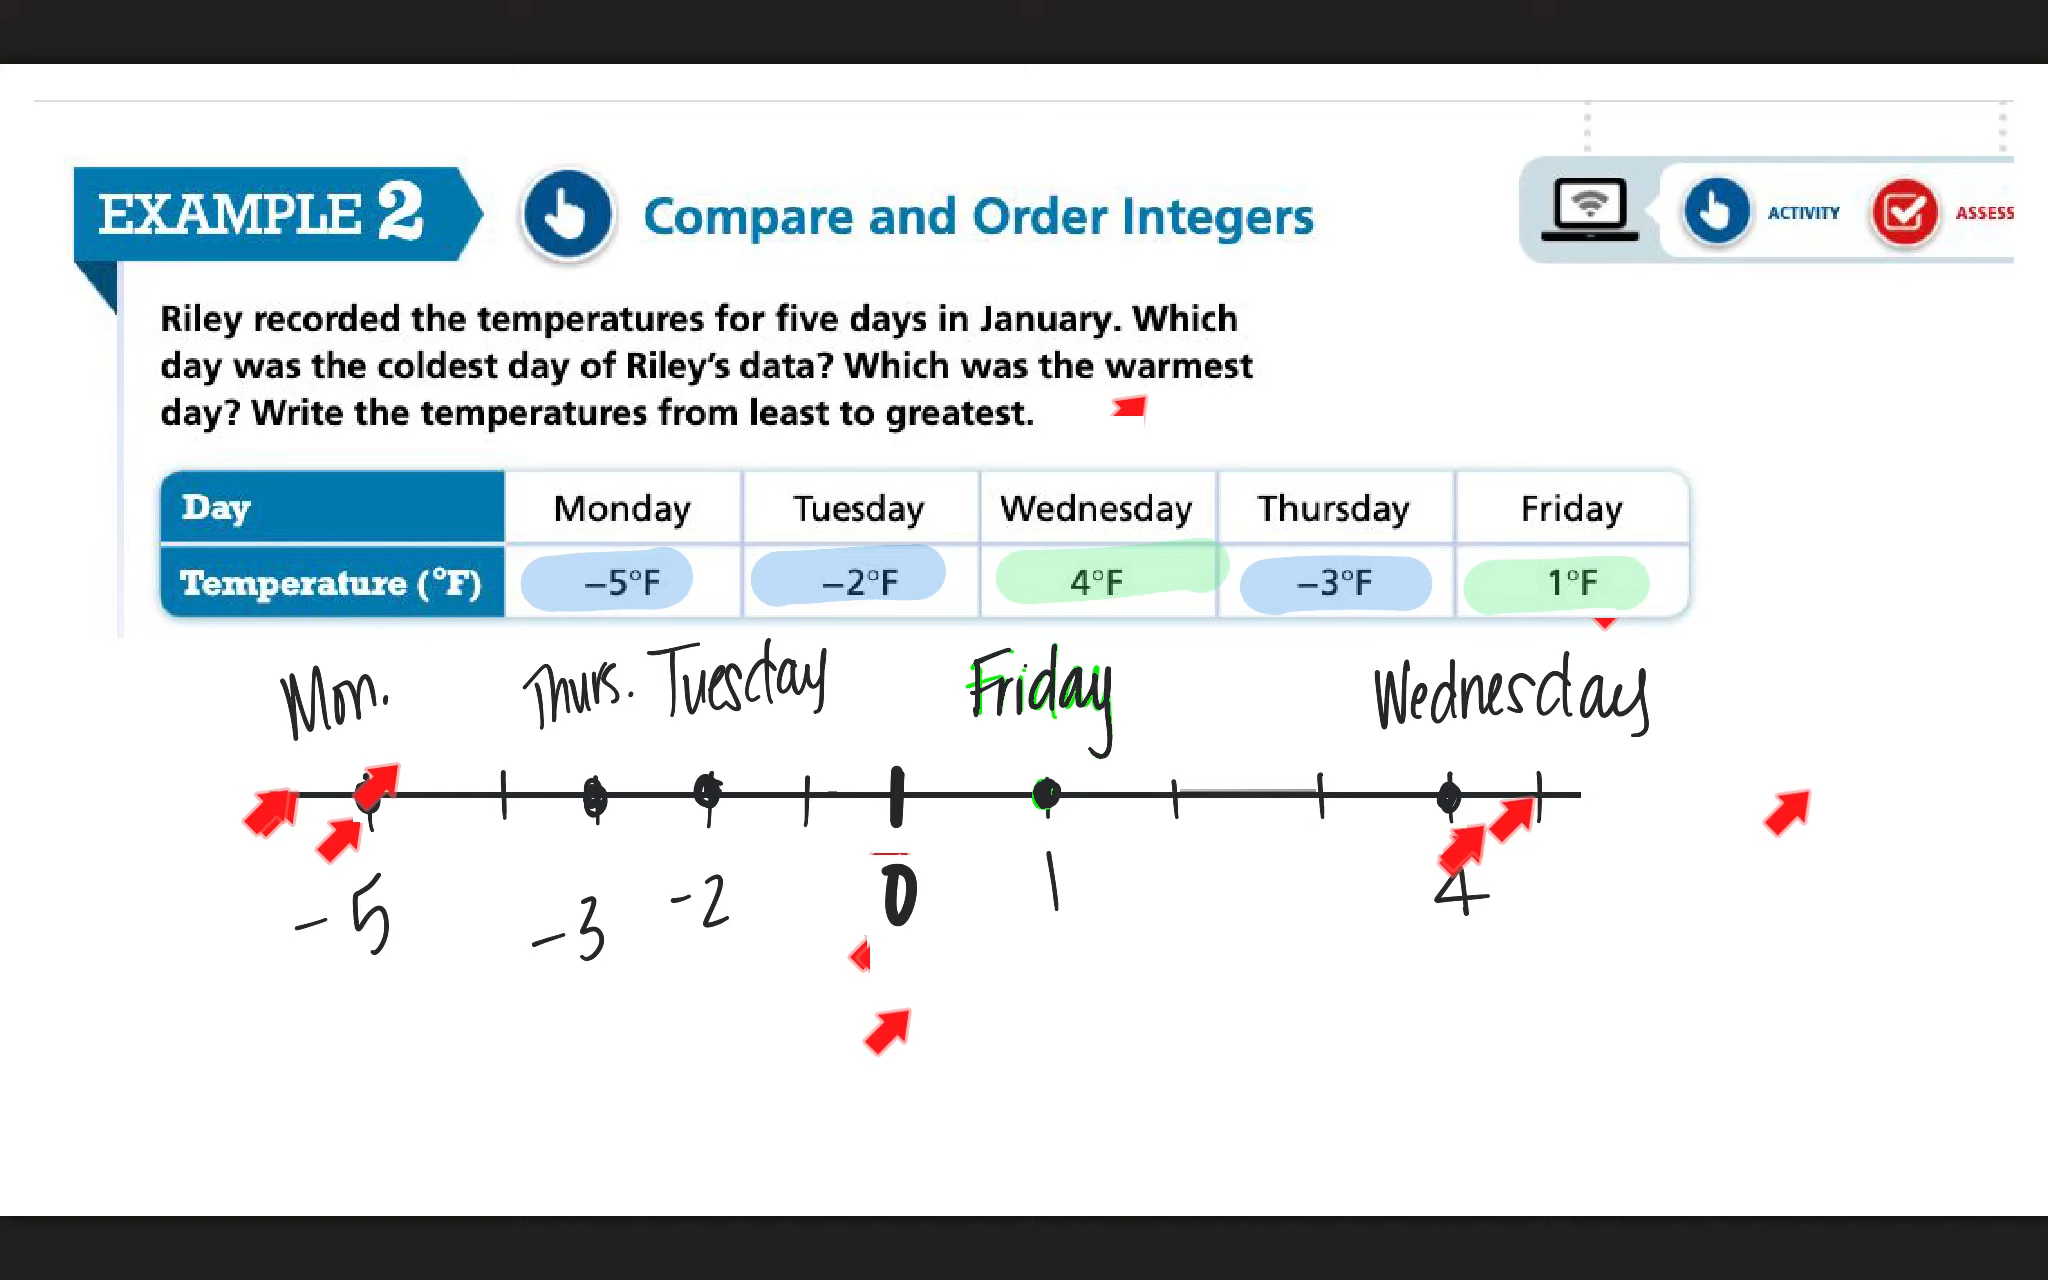 EXAMPLE 2 Compare and Order Integers
ACTIVITY ASSESS
Riley recorded the temperatures for five days in January. Which
day was the coldest day of Riley's data? Which was the warmest
day? Write the temperatures from least to greatest.
Day Monday Tuesday Wednesday Thursday Friday
Temperature (°F) –5°F –2°F 4°F –3°F 1°F
Mon. Thurs. Tuesday Friday Wednesday
-5 -3 -2 0 1 4